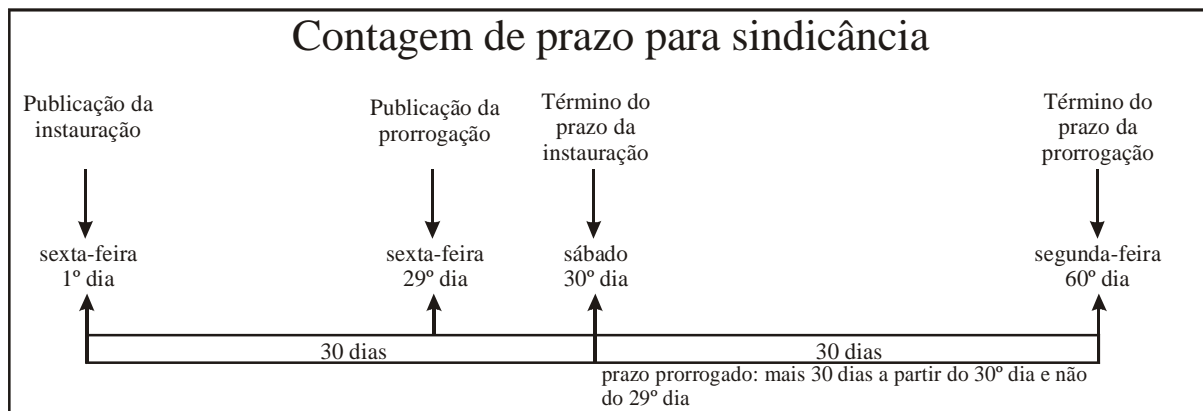 Contagem de prazo para sindicância
Publicação da
instauração
Publicação da
prorrogação
Término do
prazo da
instauração
Término do
prazo da
prorrogação
sexta-feira
1º dia
sexta-feira
29º dia
sábado
30º dia
segunda-feira
60º dia
30 dias
30 dias
prazo prorrogado: mais 30 dias a partir do 30º dia e não
do 29º dia